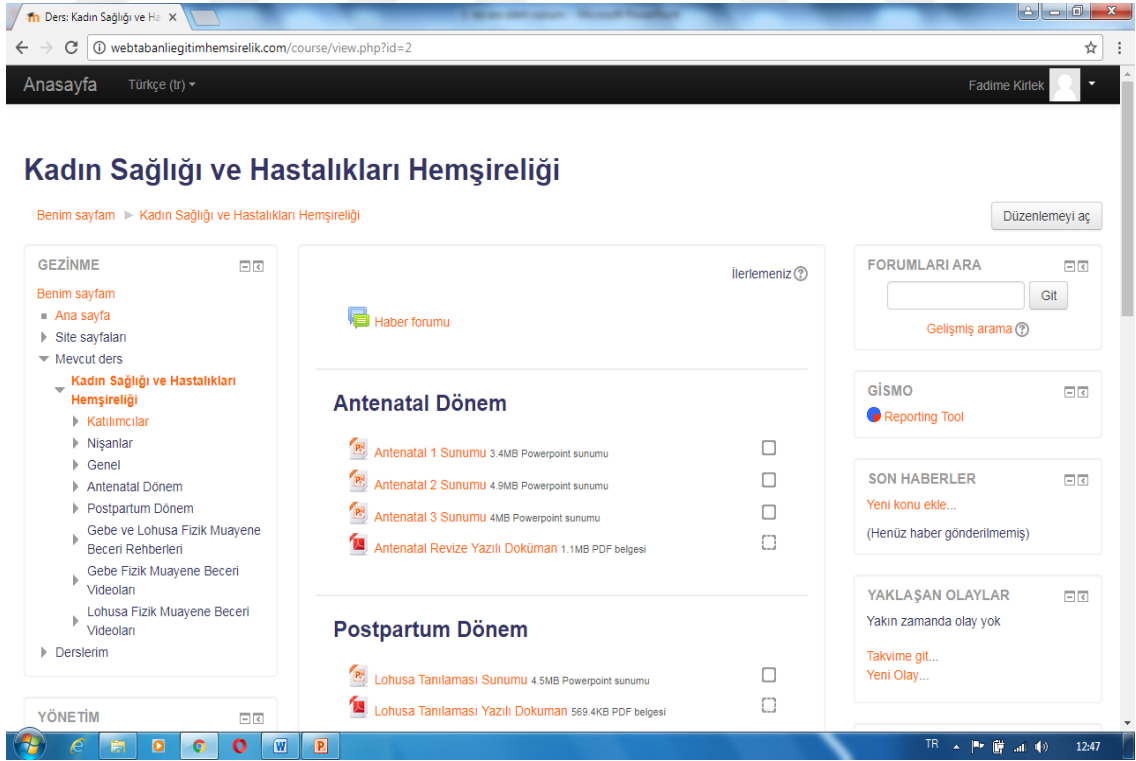 Ders: Kadın Sağlığı ve Ha
webtabanliegitimhemsirelik.com/course/view.php?id=2
Anasayfa Türkçe (tr)
Fadime Kirlek
Kadın Sağlığı ve Hastalıkları Hemşireliği
Benim sayfam Kadın Sağlığı ve Hastalıkları Hemşireliği
Düzenlemeyi aç
GEZİNME
Benim sayfam
Ana sayfa
Site sayfaları
Mevcut ders
Kadın Sağlığı ve Hastalıkları
Hemşireliği
Katılımcılar
Nişanlar
Genel
Antenatal Dönem
Postpartum Dönem
Gebe ve Lohusa Fizik Muayene
Beceri Rehberleri
Gebe Fizik Muayene Beceri
Videoları
Lohusa Fizik Muayene Beceri
Videoları
Derslerim
YÖNETİM
İlerlemeniz
Haber forumu
Antenatal Dönem
Antenatal 1 Sunumu 3.4MB Powerpoint sunumu
Antenatal 2 Sunumu 4.9MB Powerpoint sunumu
Antenatal 3 Sunumu 4MB Powerpoint sunumu
Antenatal Revize Yazılı Doküman 1.1MB PDF belgesi
Postpartum Dönem
Lohusa Tanılaması Sunumu 4.5MB Powerpoint sunumu
Lohusa Tanılaması Yazılı Dokuman 569.4KB PDF belgesi
FORUMLARI ARA
Git
Gelişmiş arama
GİSMO
Reporting Tool
SON HABERLER
Yeni konu ekle...
(Henüz haber gönderilmemiş)
YAKLAŞAN OLAYLAR
Yakın zamanda olay yok
Takvime git...
Yeni Olay...
TR
12:47